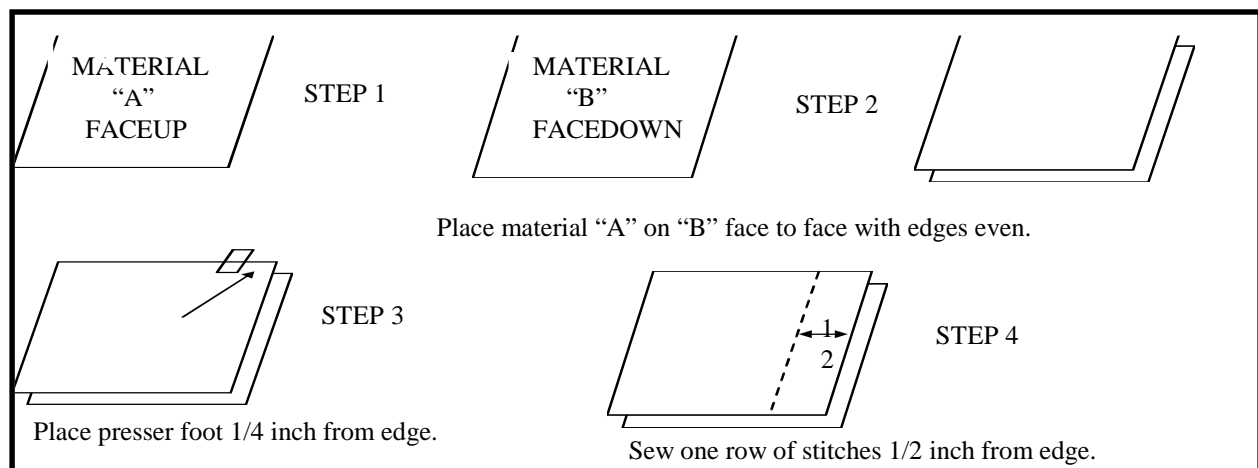 MATERIAL
“A”
FACEUP
STEP 1
MATERIAL
“B”
FACEDOWN
STEP 2
Place material “A” on “B” face to face with edges even.
STEP 3
1
2
STEP 4
Place presser foot 1/4 inch from edge.
Sew one row of stitches 1/2 inch from edge.